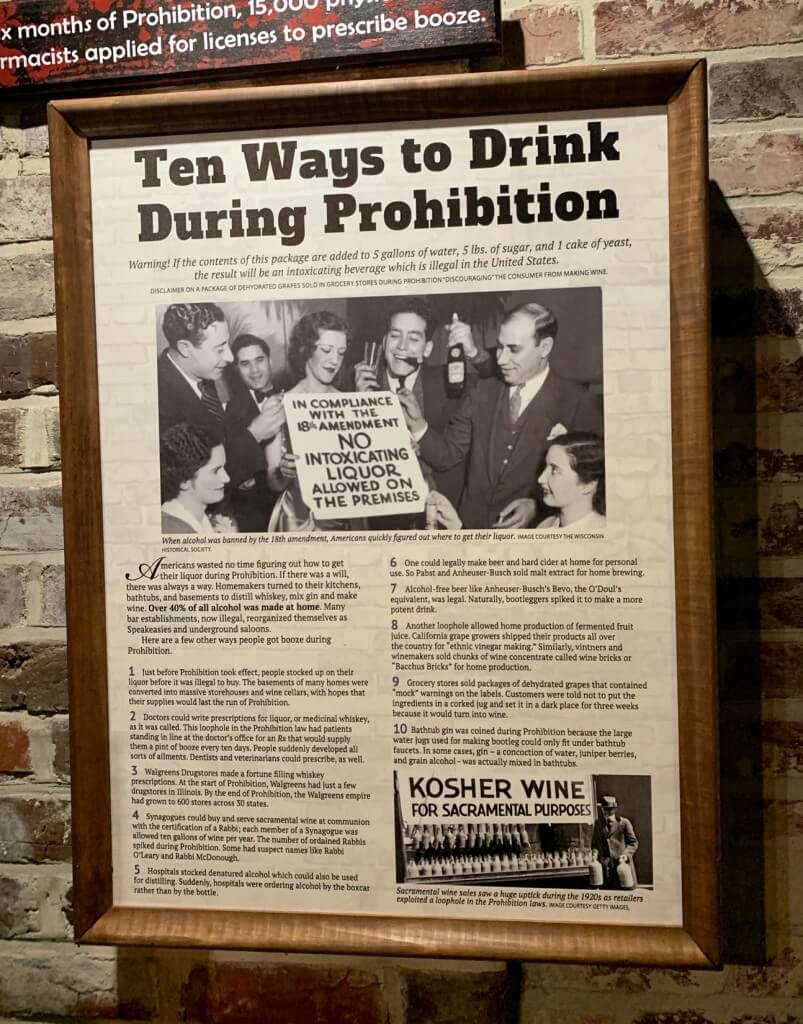 x months of Prohibition, 15,000
rmacists applied for licenses to prescribe booze.
Ten Ways to Drink
During Prohibition
Warning! If the contents of this package are added to 5 gallons of water, 5 lbs. of sugar, and 1 cake of yeast,
the result will be an intoxicating beverage which is illegal in the United States.
DISCLAIMER ON A PACKAGE OF DEHYDRATED GRAPES SOLD IN GROCERY STORES DURING PROHIBITION "DISCOURAGING" THE CONSUMER FROM MAKING WINE.
IN COMPLIANCE
WITH THE
18th AMENDMENT
NO
INTOXICATING
LIQUOR
ALLOWED ON
THE PREMISES
When alcohol was banned by the 18th amendment, Americans quickly figured out where to get their liquor. IMAGE COURTESY THE WISCONSIN
HISTORICAL SOCIETY.
Americans wasted no time figuring out how to get
their liquor during Prohibition. If there was a will,
there was always a way. Homemakers turned to their kitchens,
bathtubs, and basements to distill whiskey, mix gin and make
wine. Over 40% of all alcohol was made at home. Many
bar establishments, now illegal, reorganized themselves as
Speakeasies and underground saloons.
Here are a few other ways people got booze during
Prohibition.
1 Just before Prohibition took effect, people stocked up on their
liquor before it was illegal to buy. The basements of many homes were
converted into massive storehouses and wine cellars, with hopes that
their supplies would last the run of Prohibition.
2 Doctors could write prescriptions for liquor, or medicinal whiskey,
as it was called. This loophole in the Prohibition law had patients
standing in line at the doctor's office for an Rx that would supply
them a pint of booze every ten days. People suddenly developed all
sorts of ailments. Dentists and veterinarians could prescribe, as well.
3 Walgreens Drugstores made a fortune filling whiskey
prescriptions. At the start of Prohibition, Walgreens had just a few
drugstores in Illinois. By the end of Prohibition, the Walgreens empire
had grown to 600 stores across 30 states.
4 Synagogues could buy and serve sacramental wine at communion
with the certification of a Rabbi; each member of a Synagogue was
allowed ten gallons of wine per year. The number of ordained Rabbis
spiked during Prohibition. Some had suspect names like Rabbi
O'Leary and Rabbi McDonough.
5 Hospitals stocked denatured alcohol which could also be used
for distilling. Suddenly, hospitals were ordering alcohol by the boxcar
rather than by the bottle.
6 One could legally make beer and hard cider at home for personal
use. So Pabst and Anheuser-Busch sold malt extract for home brewing.
7 Alcohol-free beer like Anheuser-Busch's Bevo, the O'Doul's
equivalent, was legal. Naturally, bootleggers spiked it to make a more
potent drink.
8 Another loophole allowed home production of fermented fruit
juice. California grape growers shipped their products all over
the country for "ethnic vinegar making." Similarly, vintners and
winemakers sold chunks of wine concentrate called wine bricks or
"Bacchus Bricks" for home production.
9 Grocery stores sold packages of dehydrated grapes that contained
"mock" warnings on the labels. Customers were told not to put the
ingredients in a corked jug and set it in a dark place for three weeks
because it would turn into wine.
10 Bathtub gin was coined during Prohibition because the large
water jugs used for making bootleg could only fit under bathtub
faucets. In some cases, gin – a concoction of water, juniper berries,
and grain alcohol - was actually mixed in bathtubs.
KOSHER WINE
FOR SACRAMENTAL PURPOSES
Sacramental wine sales saw a huge uptick during the 1920s as retailers
exploited a loophole in the Prohibition laws. IMAGE COURTESY GETTY IMAGES.